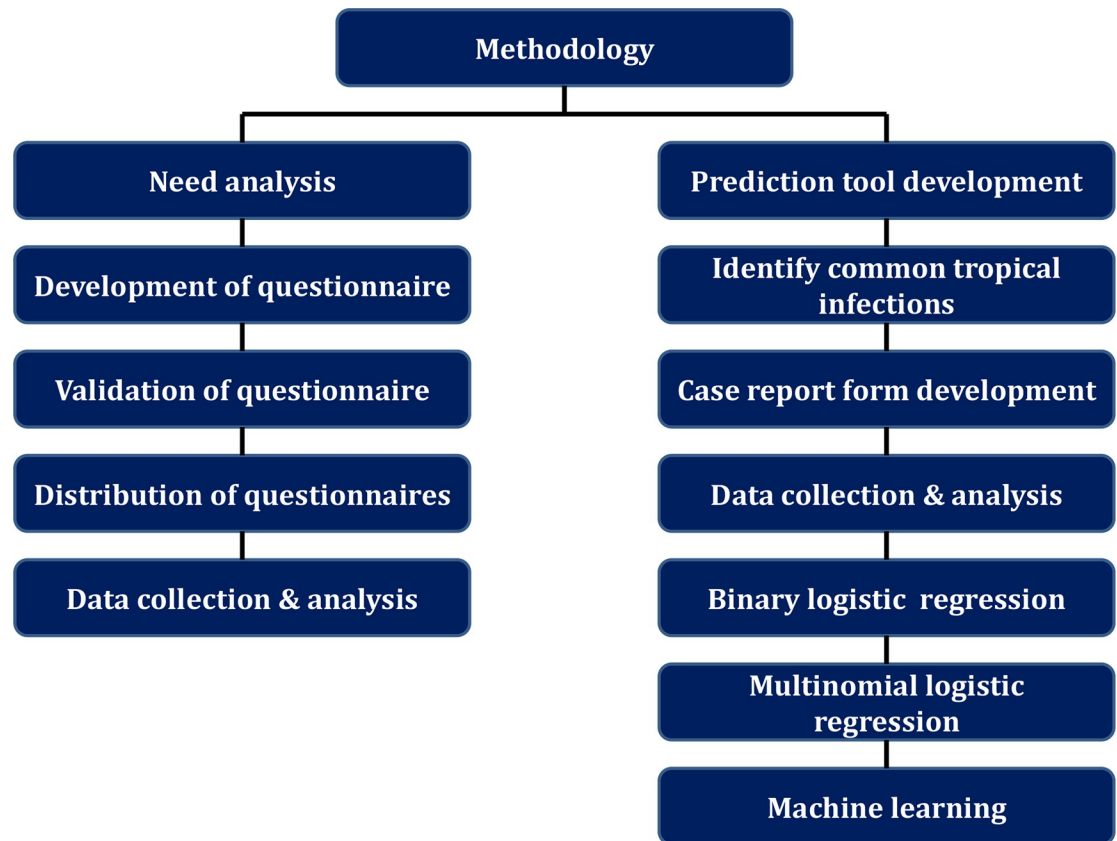 Methodology
Need analysis
Development of questionnaire
Validation of questionnaire
Distribution of questionnaires
Data collection & analysis
Prediction tool development
Identify common tropical
infections
Case report form development
Data collection & analysis
Binary logistic  regression
Multinomial logistic
regression
Machine learning